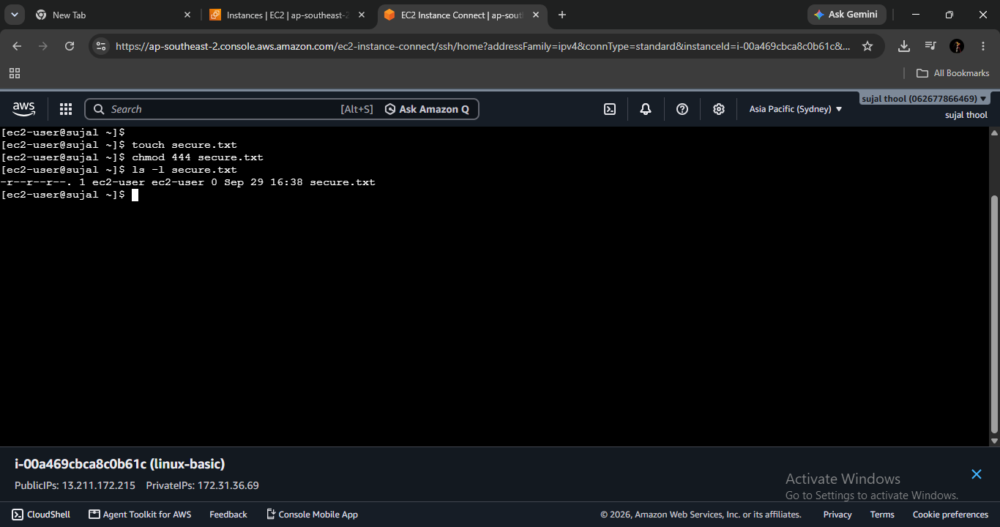 New Tab
Instances | EC2 | ap-southeast-2
EC2 Instance Connect | ap-sout
Ask Gemini
https://ap-southeast-2.console.aws.amazon.com/ec2-instance-connect/ssh/home?addressFamily=ipv4&connType=standard&instanceId=i-00a469cbca8c0b61c&...
All Bookmarks
aws
Search
[Alt+S]
Ask Amazon Q
Asia Pacific (Sydney)
sujal thool (062677866469)
sujal thool
[ec2-user@sujal ~]$
[ec2-user@sujal ~]$ touch secure.txt
[ec2-user@sujal ~]$ chmod 444 secure.txt
[ec2-user@sujal ~]$ ls -l secure.txt
-r--r--r--. 1 ec2-user ec2-user 0 Sep 29 16:38 secure.txt
[ec2-user@sujal ~]$
i-00a469cbca8c0b61c (linux-basic)
PublicIPs: 13.211.172.215 PrivateIPs: 172.31.36.69
Activate Windows
Go to Settings to activate Windows.
CloudShell
Agent Toolkit for AWS
Feedback
Console Mobile App
© 2026, Amazon Web Services, Inc. or its affiliates.
Privacy
Terms
Cookie preferences